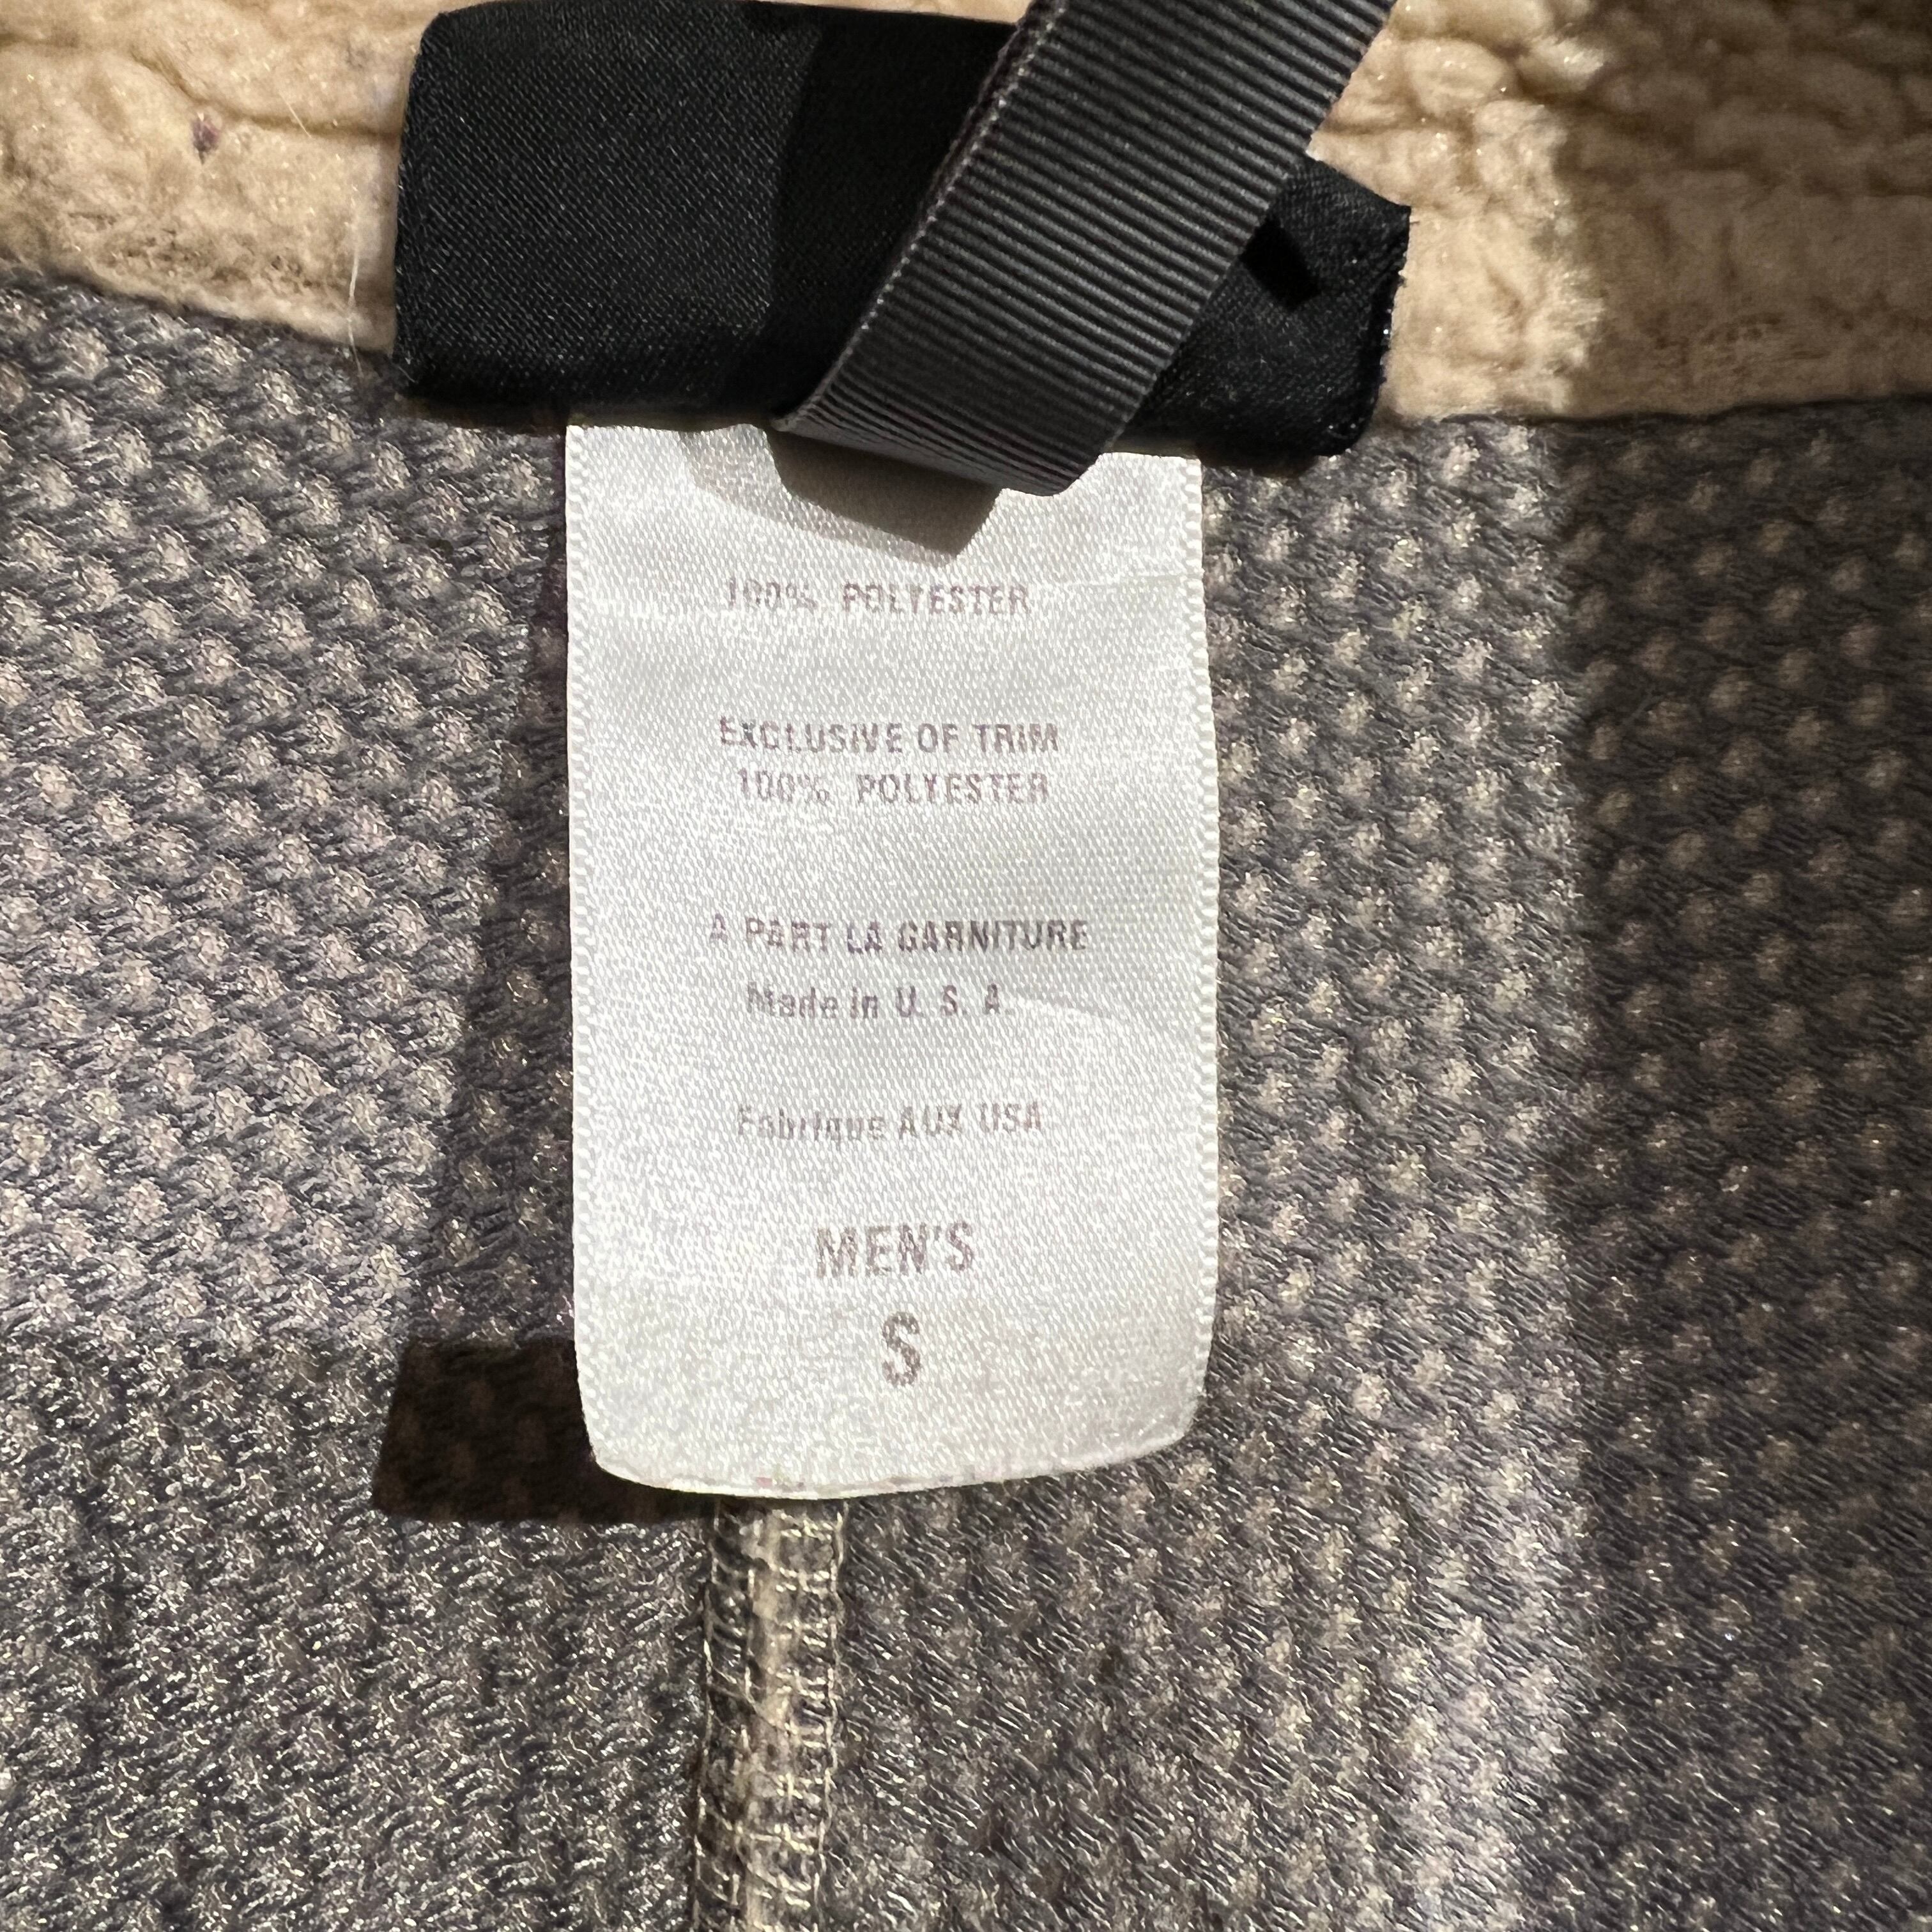 100% POLYESTER
EXCLUSIVE OF TRIM
100% POLYESTER
A PART LA GARNITURE
Made in U. S. A.
Fabrique AUX USA
MEN'S
S